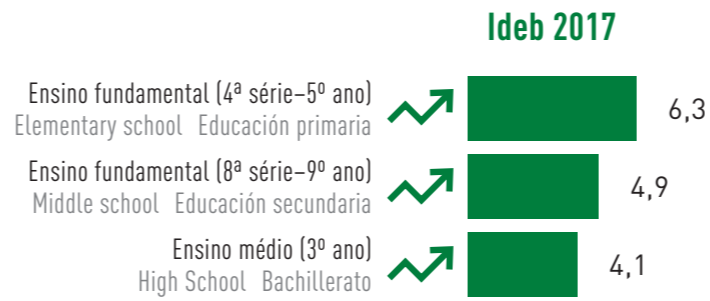 Ideb 2017
Ensino fundamental (4ª série–5º ano)
Elementary school Educación primaria
6,3
Ensino fundamental (8ª série–9º ano)
Middle school Educación secundaria
4,9
Ensino médio (3º ano)
High School Bachillerato
4,1